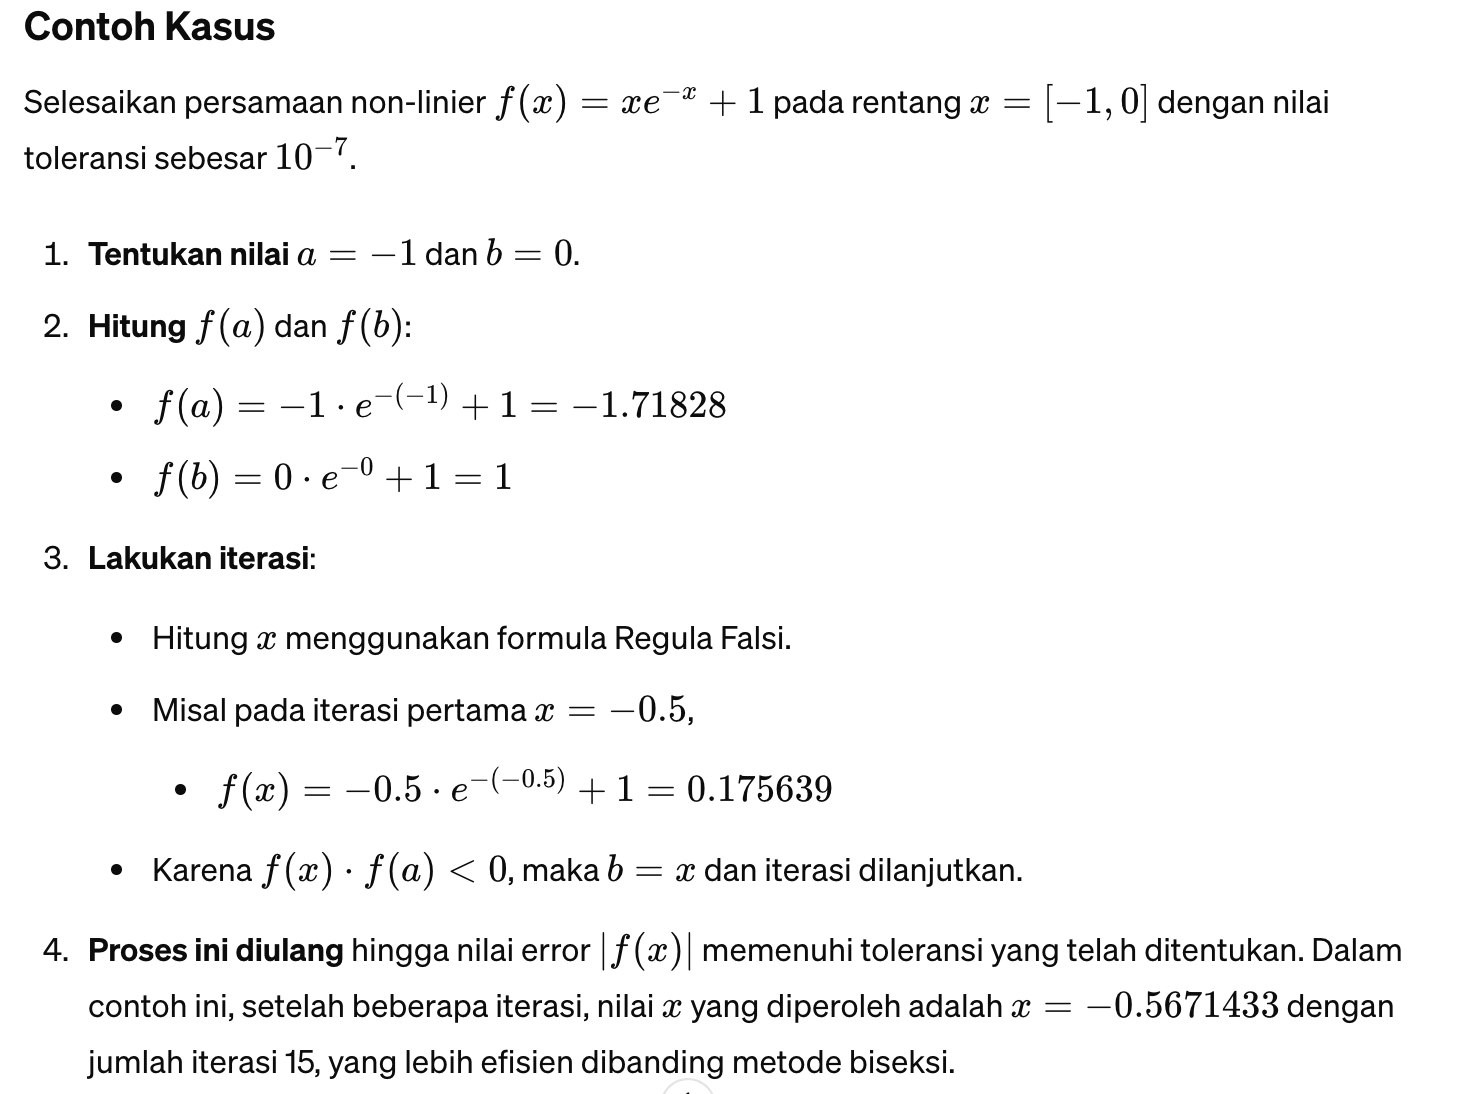 Contoh Kasus
Selesaikan persamaan non-linier f(x) = xe^{-x} + 1 pada rentang x = [−1, 0] dengan nilai
toleransi sebesar 10^{-7}.
1. Tentukan nilai a = −1 dan b = 0.
2. Hitung f(a) dan f(b):
• f(a) = −1 · e^{-(-1)} + 1 = −1.71828
• f(b) = 0 · e^{-0} + 1 = 1
3. Lakukan iterasi:
• Hitung x menggunakan formula Regula Falsi.
• Misal pada iterasi pertama x = −0.5,
• f(x) = −0.5 · e^{-(-0.5)} + 1 = 0.175639
• Karena f(x) · f(a) < 0, maka b = x dan iterasi dilanjutkan.
4. Proses ini diulang hingga nilai error |f(x)| memenuhi toleransi yang telah ditentukan. Dalam
contoh ini, setelah beberapa iterasi, nilai x yang diperoleh adalah x = −0.5671433 dengan
jumlah iterasi 15, yang lebih efisien dibanding metode biseksi.